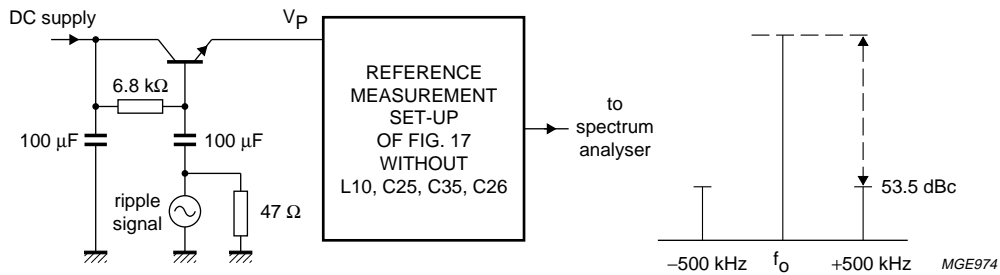 DC supply
V_P
6.8 kΩ
100 μF
100 μF
ripple
signal
47 Ω
REFERENCE
MEASUREMENT
SET-UP
OF FIG. 17
WITHOUT
L10, C25, C35, C26
to
spectrum
analyser
53.5 dBc
−500 kHz
f_o
+500 kHz
MGE974